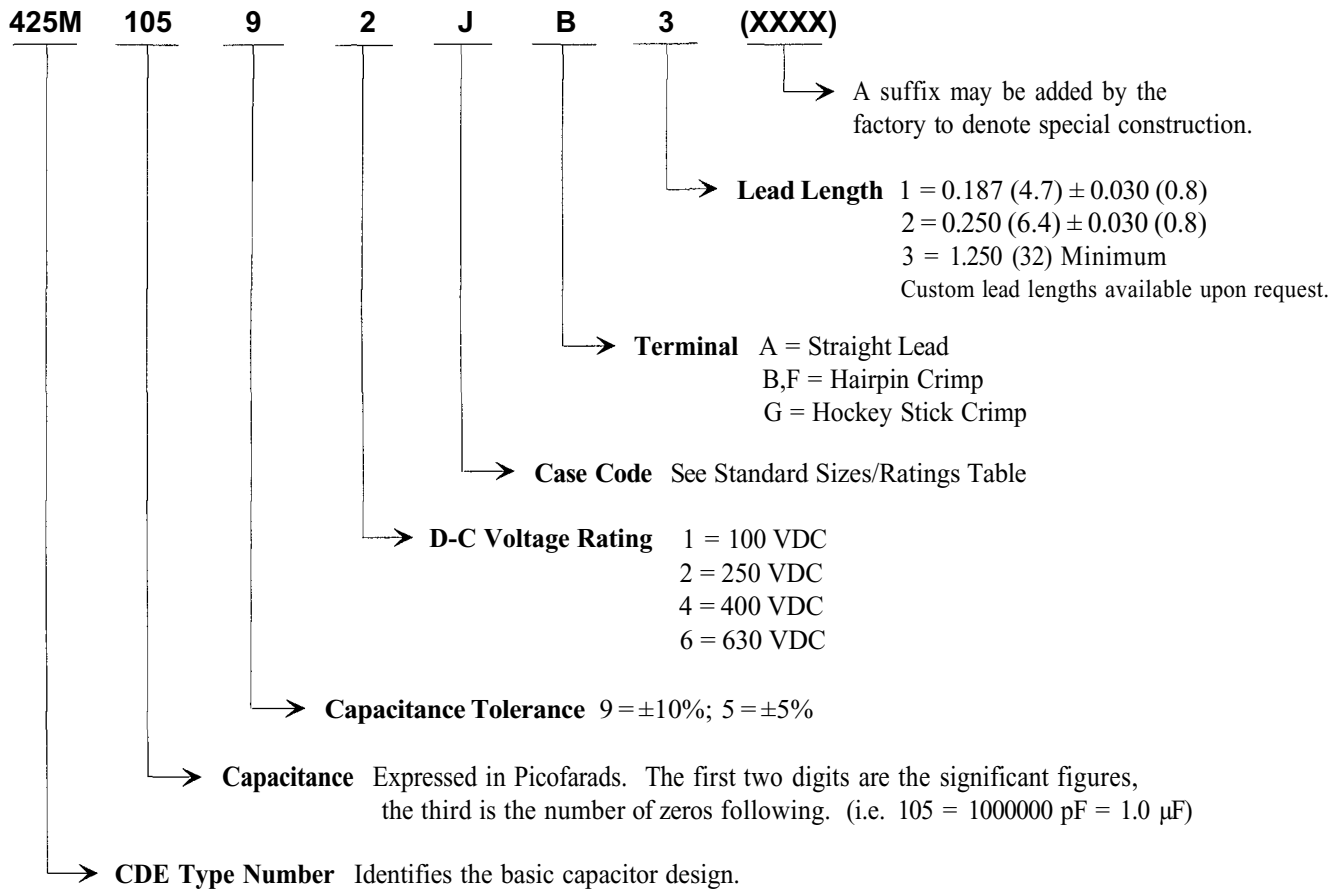 425M 105 9 2 J B 3 (XXXX)
A suffix may be added by the
factory to denote special construction.
Lead Length 1 = 0.187 (4.7) ± 0.030 (0.8)
2 = 0.250 (6.4) ± 0.030 (0.8)
3 = 1.250 (32) Minimum
Custom lead lengths available upon request.
Terminal A = Straight Lead
B,F = Hairpin Crimp
G = Hockey Stick Crimp
Case Code See Standard Sizes/Ratings Table
D-C Voltage Rating 1 = 100 VDC
2 = 250 VDC
4 = 400 VDC
6 = 630 VDC
Capacitance Tolerance 9 = ±10%; 5 = ±5%
Capacitance Expressed in Picofarads. The first two digits are the significant figures,
the third is the number of zeros following. (i.e. 105 = 1000000 pF = 1.0 µF)
CDE Type Number Identifies the basic capacitor design.